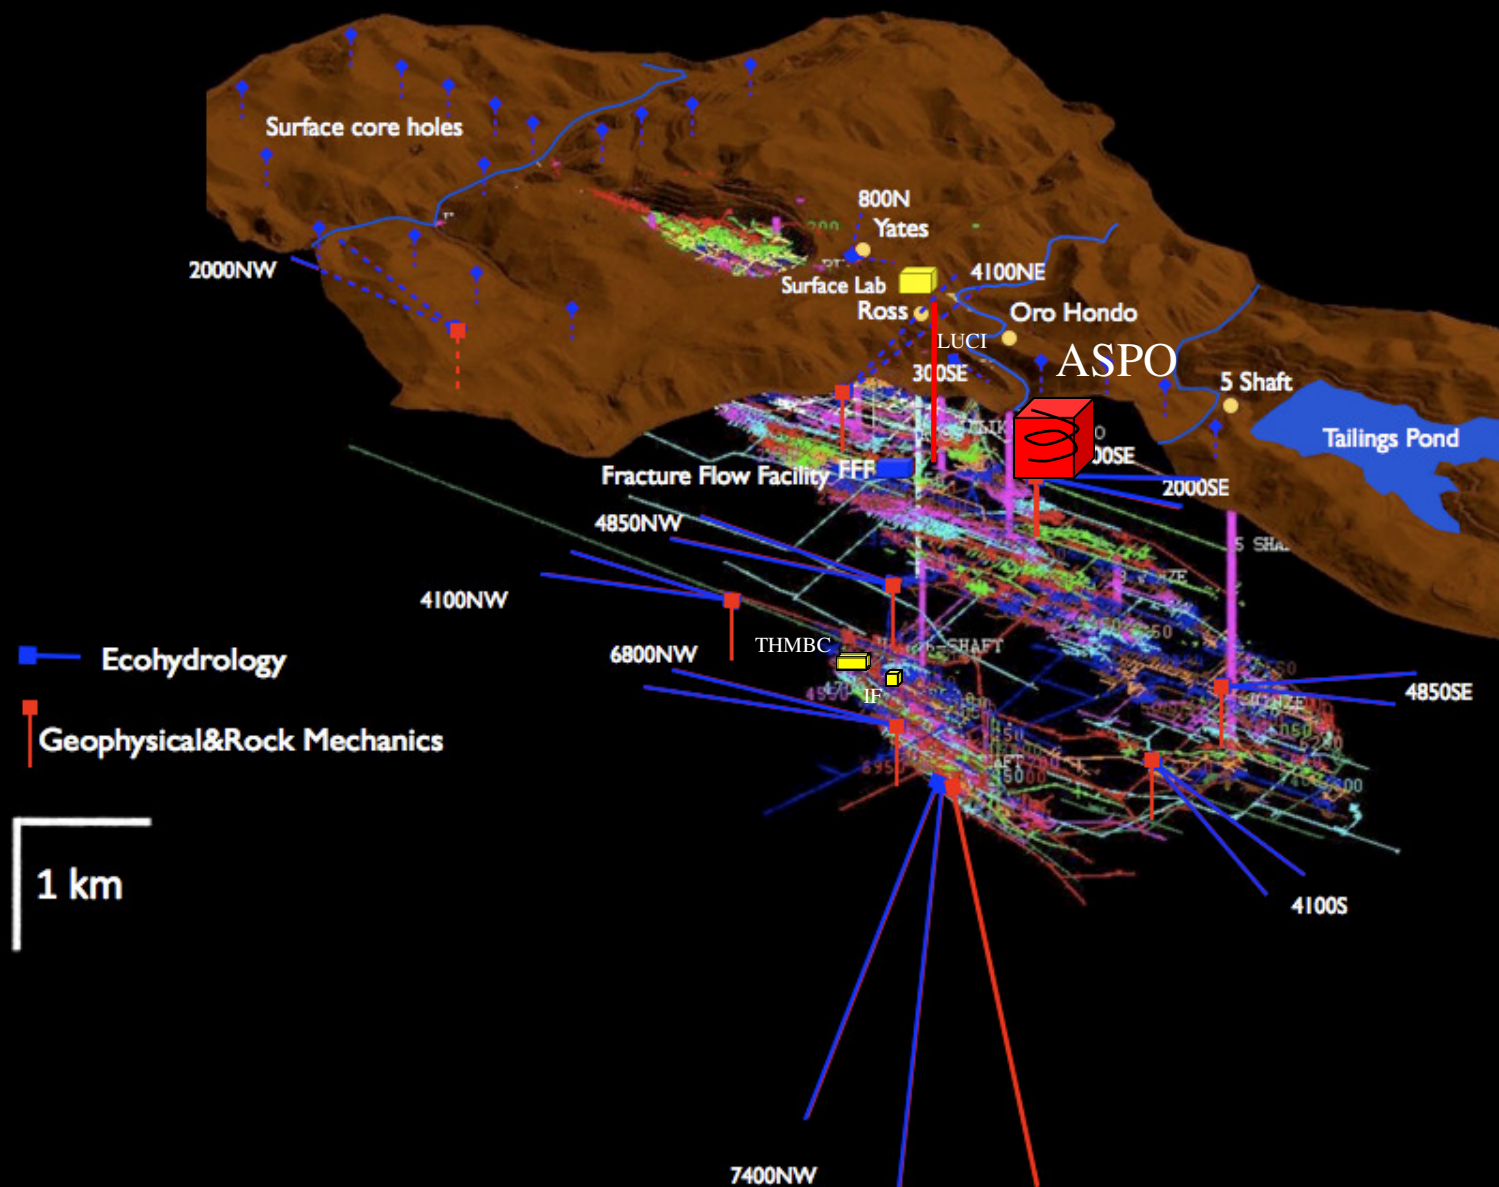 Surface core holes
800N
Yates
2000NW
4100NE
Surface Lab
Ross
Oro Hondo
LUCI
ASPO
300SE
5 Shaft
Tailings Pond
Fracture Flow Facility FFF
2000SE
4850NW
4100NW
THMBC
6800NW
IF
4850SE
Ecohydrology
Geophysical&Rock Mechanics
1 km
4100S
7400NW